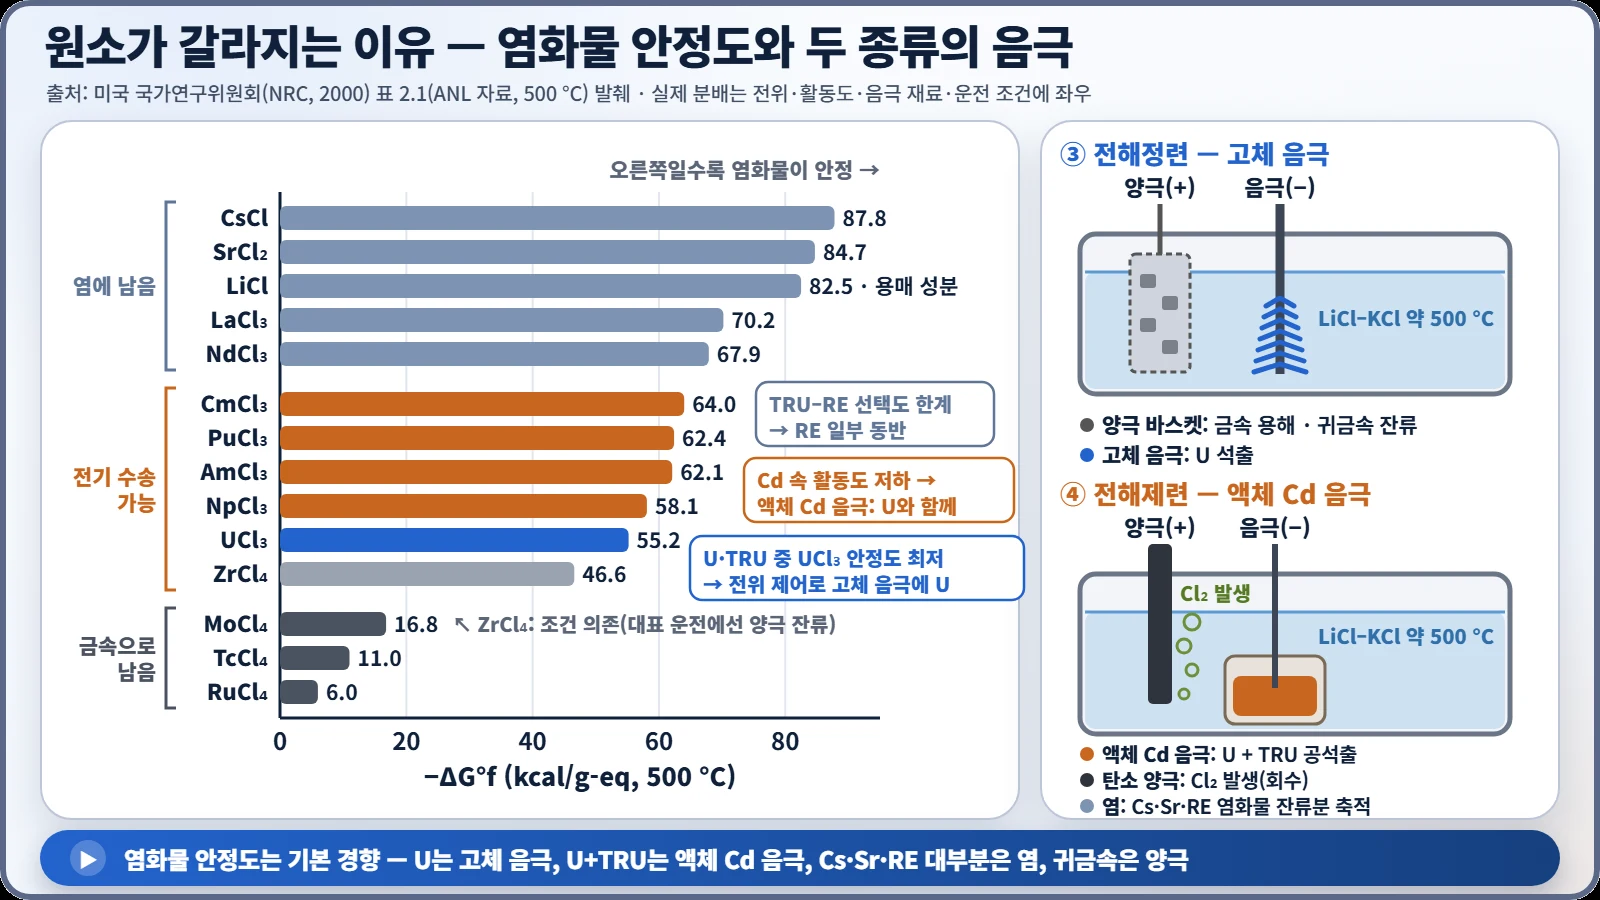 원소가 갈라지는 이유 — 염화물 안정도와 두 종류의 음극
출처: 미국 국가연구위원회(NRC, 2000) 표 2.1(ANL 자료, 500 °C) 발췌 · 실제 분배는 전위·활동도·음극 재료·운전 조건에 좌우
오른쪽일수록 염화물이 안정 →
염에 남음
CsCl 87.8
SrCl₂ 84.7
LiCl 82.5 · 용매 성분
LaCl₃ 70.2
NdCl₃ 67.9
전기 수송
가능
CmCl₃ 64.0
PuCl₃ 62.4
AmCl₃ 62.1
NpCl₃ 58.1
UCl₃ 55.2
ZrCl₄ 46.6
TRU–RE 선택도 한계
→ RE 일부 동반
Cd 속 활동도 저하 →
액체 Cd 음극: U와 함께
U·TRU 중 UCl₃ 안정도 최저
→ 전위 제어로 고체 음극에 U
금속으로
남음
MoCl₄ 16.8 ↖ ZrCl₄: 조건 의존(대표 운전에선 양극 잔류)
TcCl₄ 11.0
RuCl₄ 6.0
0 20 40 60 80
−ΔG°f (kcal/g-eq, 500 °C)
③ 전해정련 — 고체 음극
양극(+) 음극(−)
LiCl–KCl 약 500 °C
양극 바스켓: 금속 용해 · 귀금속 잔류
고체 음극: U 석출
④ 전해제련 — 액체 Cd 음극
양극(+) 음극(−)
Cl₂ 발생
LiCl–KCl 약 500 °C
액체 Cd 음극: U + TRU 공석출
탄소 양극: Cl₂ 발생(회수)
염: Cs·Sr·RE 염화물 잔류분 축적
염화물 안정도는 기본 경향 — U는 고체 음극, U+TRU는 액체 Cd 음극, Cs·Sr·RE 대부분은 염, 귀금속은 양극